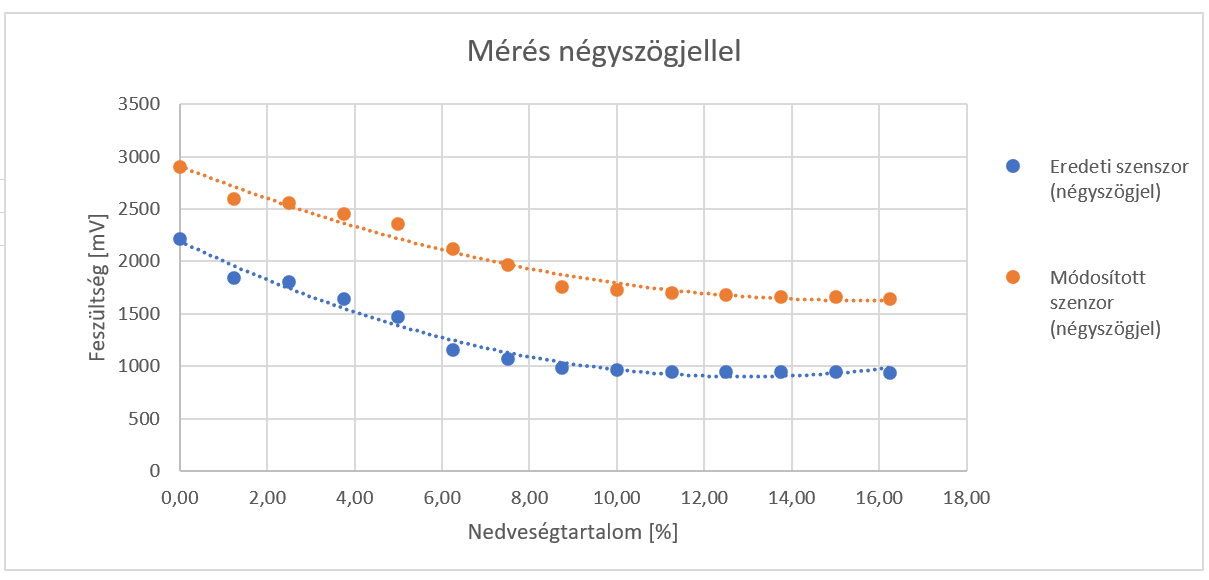 Mérés négyszögjellel
3500
3000
2500
2000
1500
1000
500
0
Feszültség [mV]
0,00 2,00 4,00 6,00 8,00 10,00 12,00 14,00 16,00 18,00
Nedveségtartalom [%]
Eredeti szenszor
(négyszögjel)
Módosított
szenzor
(négyszögjel)